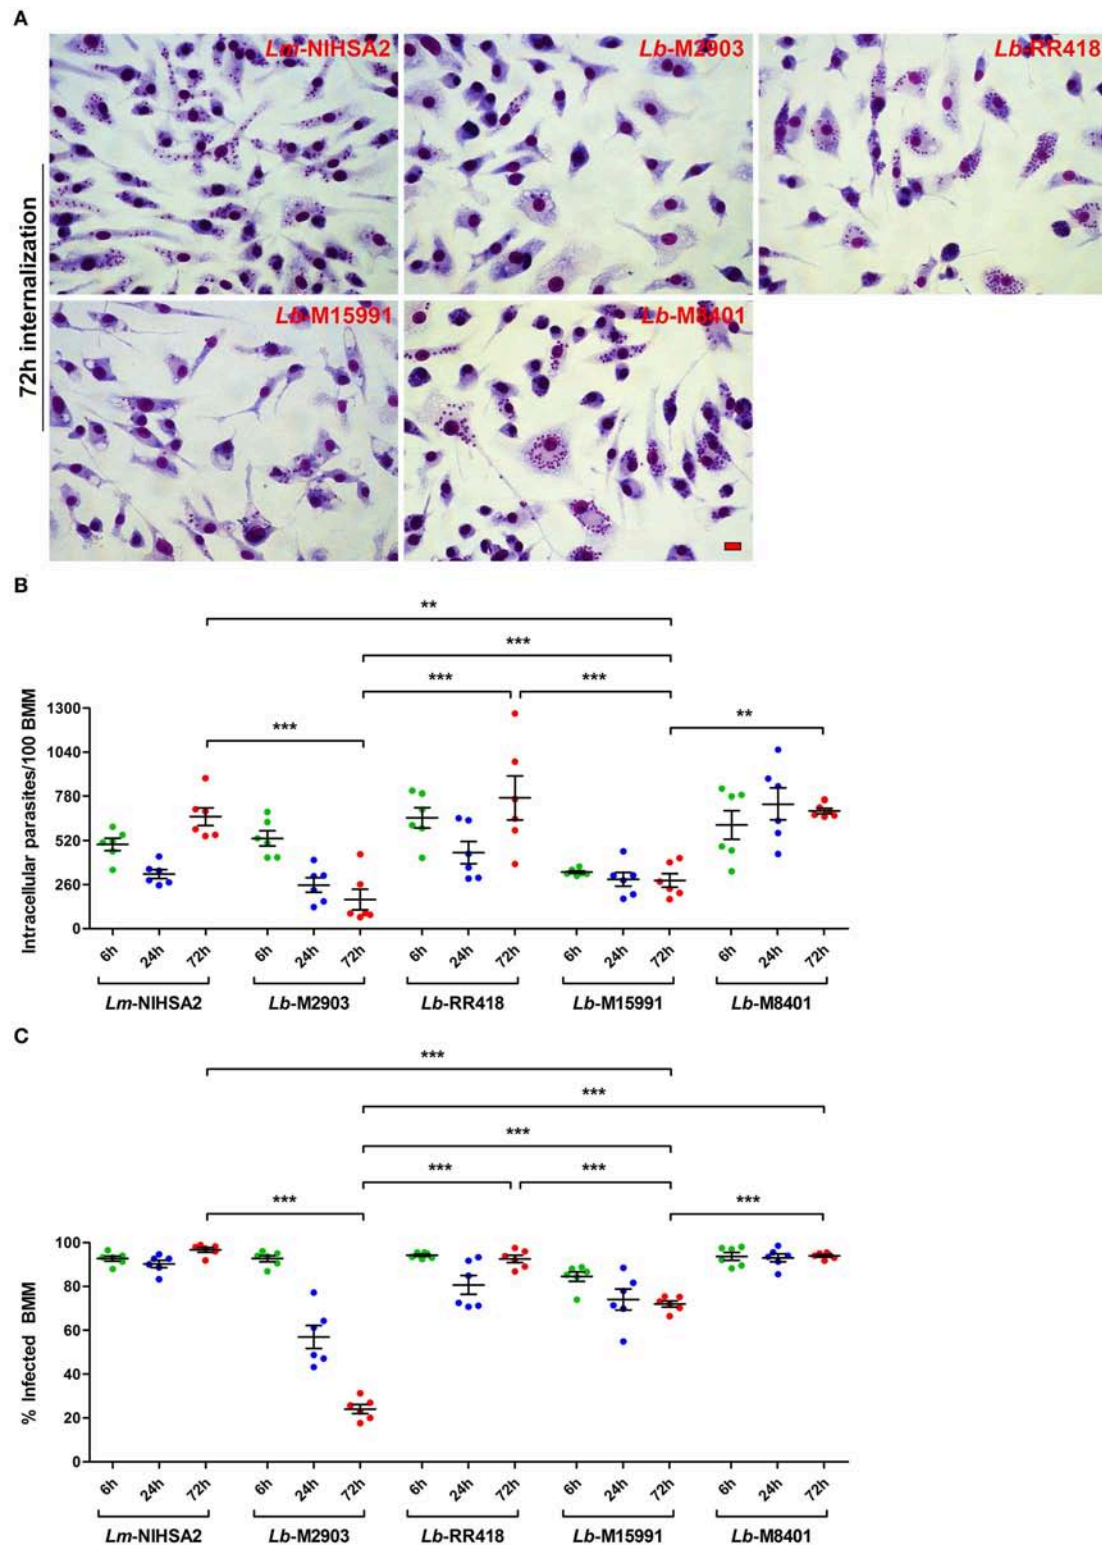 A
Lm-NIHSA2
Lb-M2903
Lb-RR418
72h internalization
Lb-M15991
Lb-M8401
B
**
***
*** ***
*** **
Intracellular parasites/100 BMM
1300
1040
780
520
260
0
6h 24h 72h 6h 24h 72h 6h 24h 72h 6h 24h 72h 6h 24h 72h
Lm-NIHSA2 Lb-M2903 Lb-RR418 Lb-M15991 Lb-M8401
C
***
***
***
*** ***
*** ***
% Infected BMM
100
80
60
40
20
0
6h 24h 72h 6h 24h 72h 6h 24h 72h 6h 24h 72h 6h 24h 72h
Lm-NIHSA2 Lb-M2903 Lb-RR418 Lb-M15991 Lb-M8401